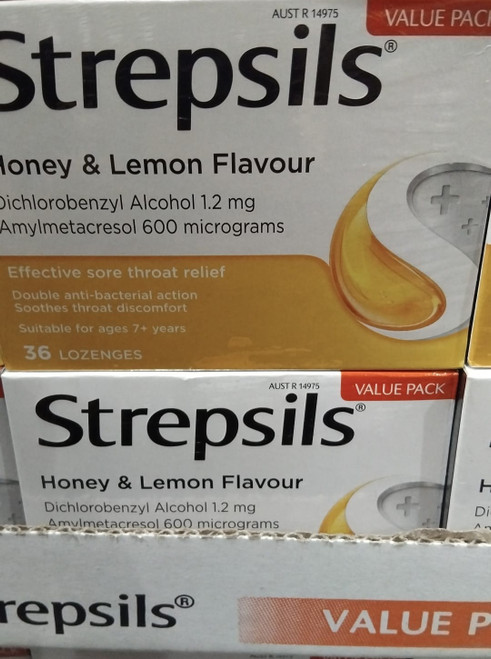 AUST R 14975
VALUE PACK
Strepsils®
Honey & Lemon Flavour
Dichlorobenzyl Alcohol 1.2 mg
Amylmetacresol 600 micrograms
Effective sore throat relief
Double anti-bacterial action
Soothes throat discomfort
Suitable for ages 7+ years
36 LOZENGES
AUST R 14975
VALUE PACK
Strepsils®
Honey & Lemon Flavour
Dichlorobenzyl Alcohol 1.2 mg
Amylmetacresol 600 micrograms
H
Di
repsils®
VALUE P